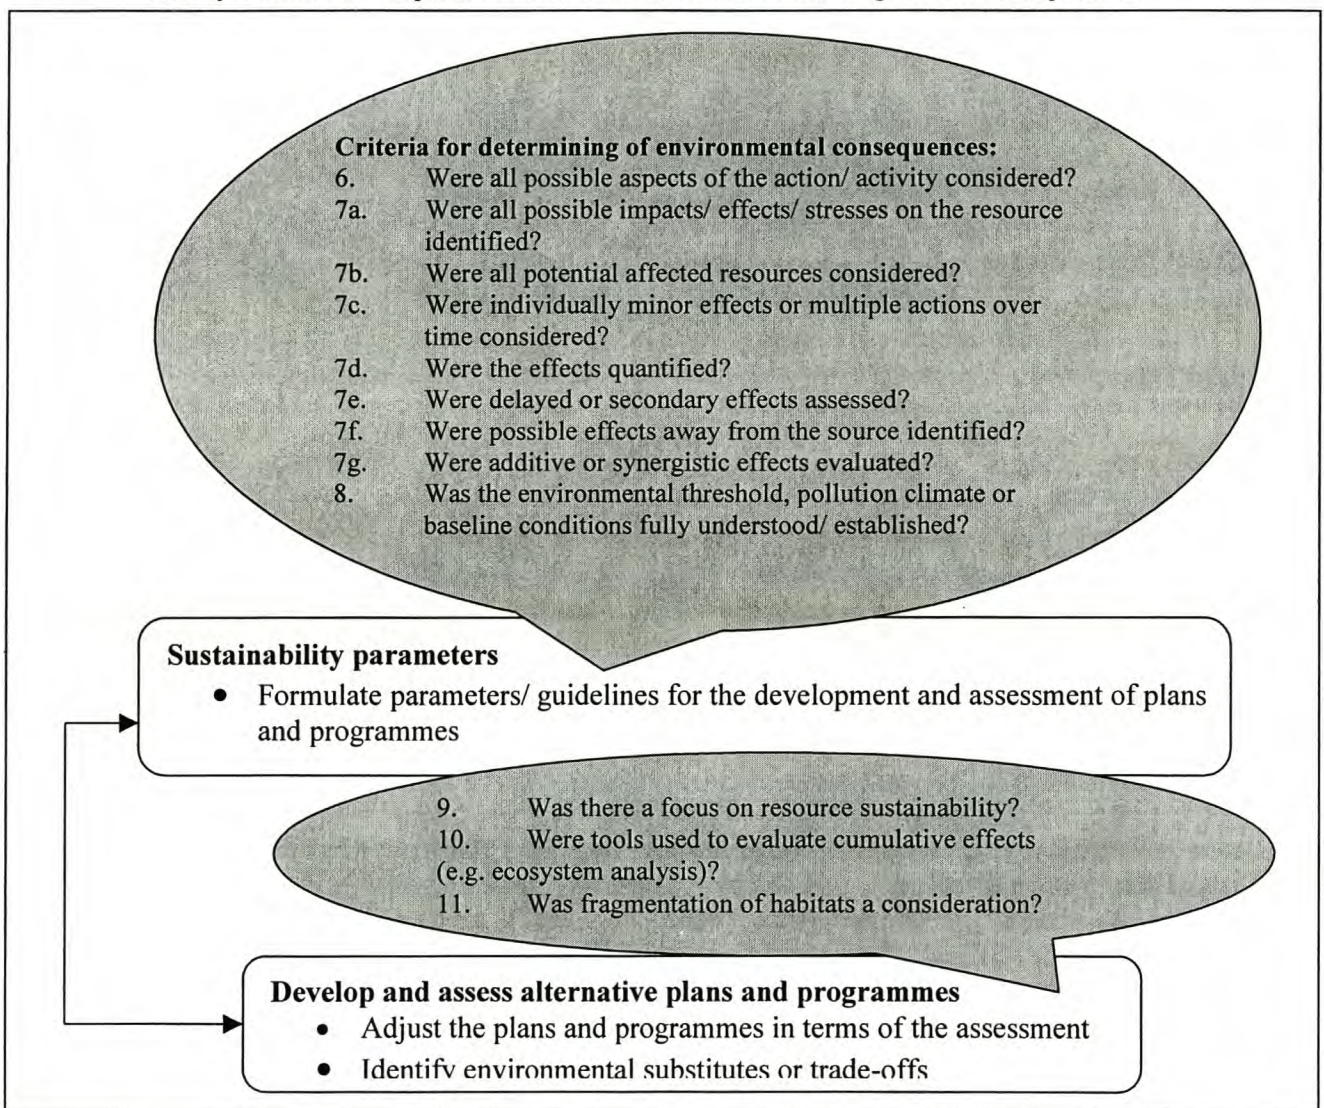 Criteria for determining of environmental consequences:
6. Were all possible aspects of the action/ activity considered?
7a. Were all possible impacts/ effects/ stresses on the resource
identified?
7b. Were all potential affected resources considered?
7c. Were individually minor effects or multiple actions over
time considered?
7d. Were the effects quantified?
7e. Were delayed or secondary effects assessed?
7f. Were possible effects away from the source identified?
7g. Were additive or synergistic effects evaluated?
8. Was the environmental threshold, pollution climate or
baseline conditions fully understood/ established?
Sustainability parameters
• Formulate parameters/ guidelines for the development and assessment of plans
and programmes
9. Was there a focus on resource sustainability?
10. Were tools used to evaluate cumulative effects
(e.g. ecosystem analysis)?
11. Was fragmentation of habitats a consideration?
Develop and assess alternative plans and programmes
• Adjust the plans and programmes in terms of the assessment
• Identify environmental substitutes or trade-offs